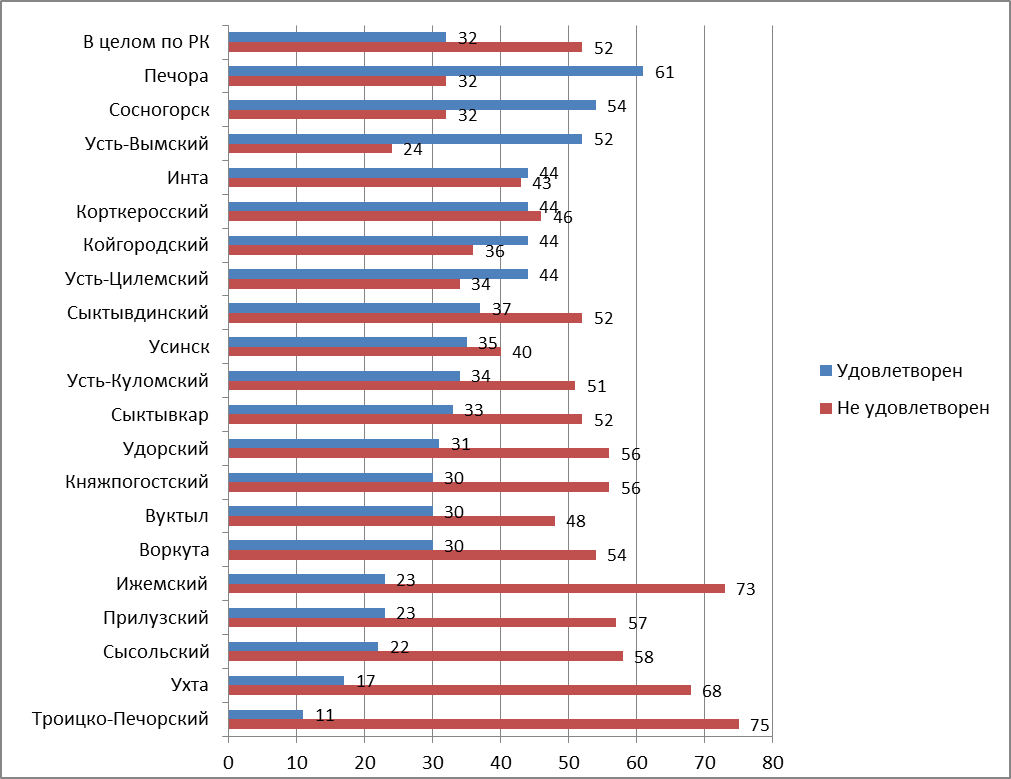 В целом по РК
32
52
Печора
61
32
Сосногорск
54
32
Усть-Вымский
52
24
Инта
44
43
Корткеросский
44
46
Койгородский
44
36
Усть-Цилемский
44
34
Сыктывдинский
37
52
Усинск
35
40
Усть-Куломский
34
51
Сыктывкар
33
52
Удорский
31
56
Княжпогостский
30
56
Вуктыл
30
48
Воркута
30
54
Ижемский
23
73
Прилузский
23
57
Сысольский
22
58
Ухта
17
68
Троицко-Печорский
11
75
0 10 20 30 40 50 60 70 80
Удовлетворен
Не удовлетворен